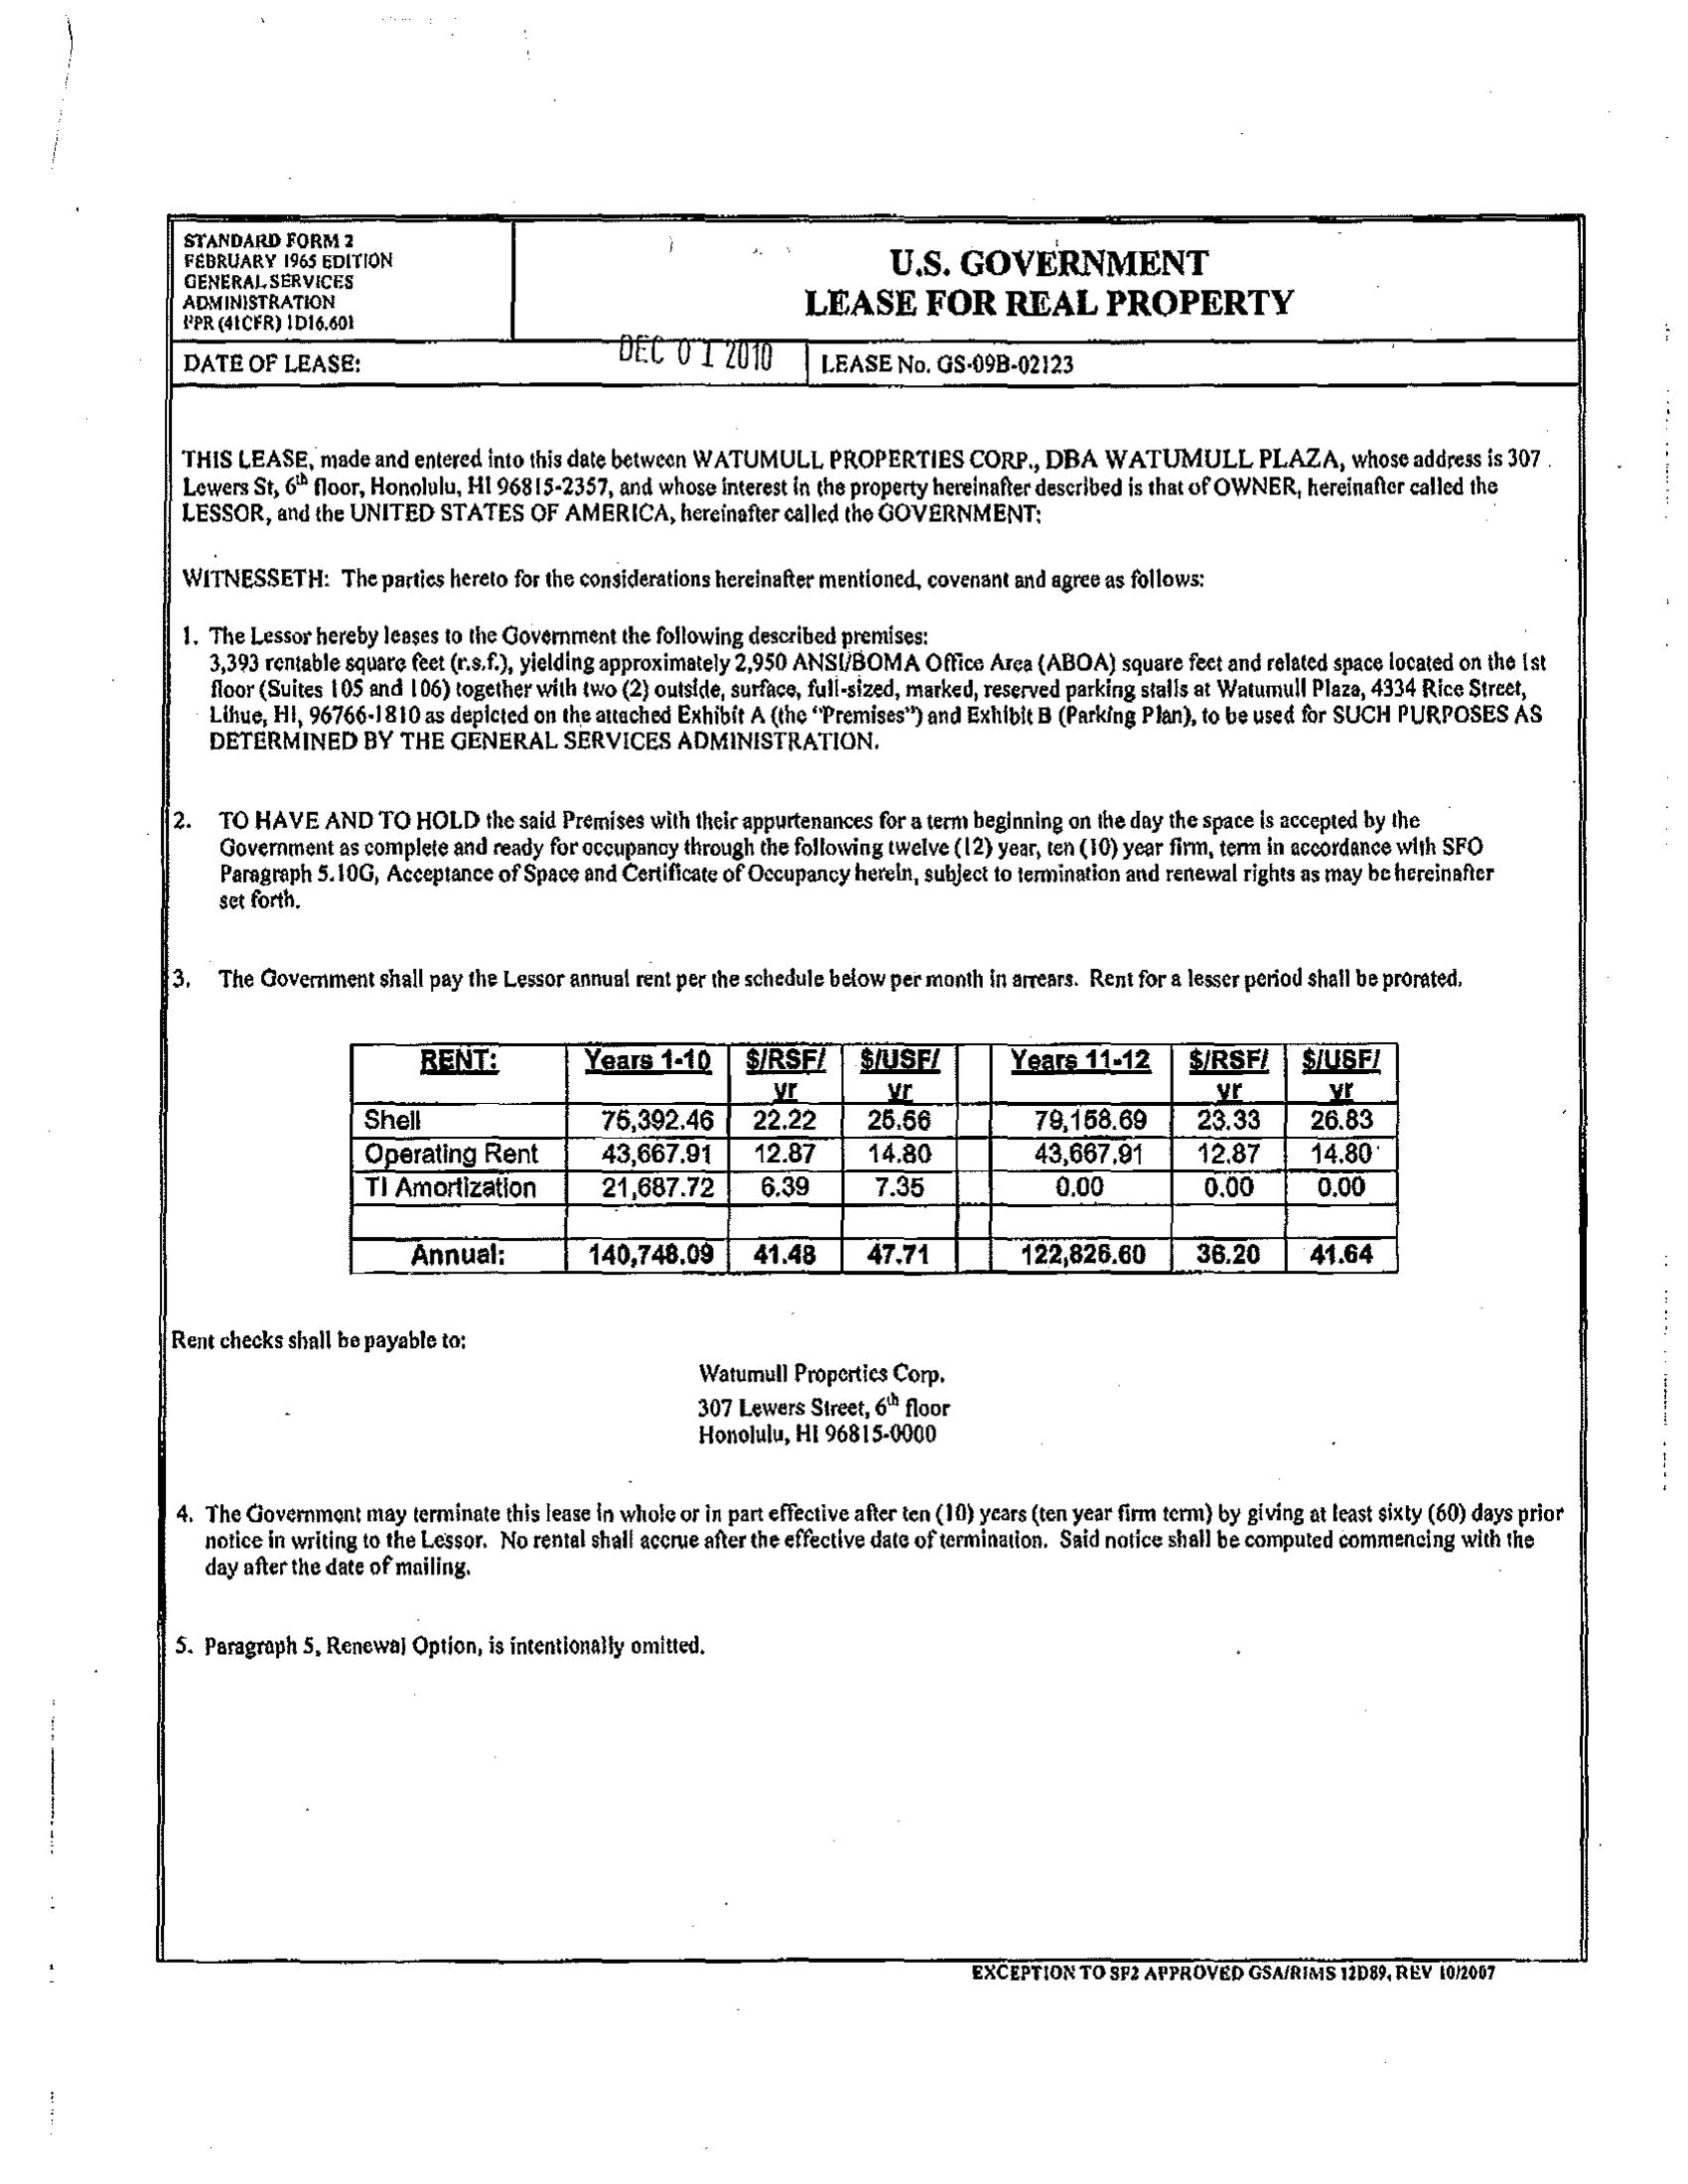 STANDARD FORM 2
FEBRUARY 1965 EDITION
GENERAL SERVICES
ADMINISTRATION
FPR (41CFR) 1D16.601
U.S. GOVERNMENT
LEASE FOR REAL PROPERTY
DATE OF LEASE: DEC 01 2010 LEASE No. GS-09B-02123
THIS LEASE, made and entered into this date between WATUMULL PROPERTIES CORP., DBA WATUMULL PLAZA, whose address is 307
Lewers St, 6th floor, Honolulu, HI 96815-2357, and whose interest in the property hereinafter described is that of OWNER, hereinafter called the
LESSOR, and the UNITED STATES OF AMERICA, hereinafter called the GOVERNMENT:
WITNESSETH: The parties hereto for the considerations hereinafter mentioned, covenant and agree as follows:
1. The Lessor hereby leases to the Government the following described premises:
3,393 rentable square feet (r.s.f.), yielding approximately 2,950 ANSI/BOMA Office Area (ABOA) square feet and related space located on the 1st
floor (Suites 105 and 106) together with two (2) outside, surface, full-sized, marked, reserved parking stalls at Watumull Plaza, 4334 Rice Street,
Lihue, HI, 96766-1810 as depicted on the attached Exhibit A (the "Premises") and Exhibit B (Parking Plan), to be used for SUCH PURPOSES AS
DETERMINED BY THE GENERAL SERVICES ADMINISTRATION.
2. TO HAVE AND TO HOLD the said Premises with their appurtenances for a term beginning on the day the space is accepted by the
Government as complete and ready for occupancy through the following twelve (12) year, ten (10) year firm, term in accordance with SFO
Paragraph 5.10G, Acceptance of Space and Certificate of Occupancy herein, subject to termination and renewal rights as may be hereinafter
set forth.
3. The Government shall pay the Lessor annual rent per the schedule below per month in arrears. Rent for a lesser period shall be prorated.
RENT: Years 1-10 $/RSF/ $/USF/ Years 11-12 $/RSF/ $/USF/
yr yr yr yr
Shell 75,392.46 22.22 25.56 79,158.69 23.33 26.83
Operating Rent 43,667.91 12.87 14.80 43,667.91 12.87 14.80
TI Amortization 21,687.72 6.39 7.35 0.00 0.00 0.00
Annual: 140,748.09 41.48 47.71 122,826.60 36.20 41.64
Rent checks shall be payable to:
Watumull Properties Corp.
307 Lewers Street, 6th floor
Honolulu, HI 96815-0000
4. The Government may terminate this lease in whole or in part effective after ten (10) years (ten year firm term) by giving at least sixty (60) days prior
notice in writing to the Lessor. No rental shall accrue after the effective date of termination. Said notice shall be computed commencing with the
day after the date of mailing.
5. Paragraph 5, Renewal Option, is intentionally omitted.
EXCEPTION TO SF2 APPROVED GSA/RIMS 12D89, REV 10/2007